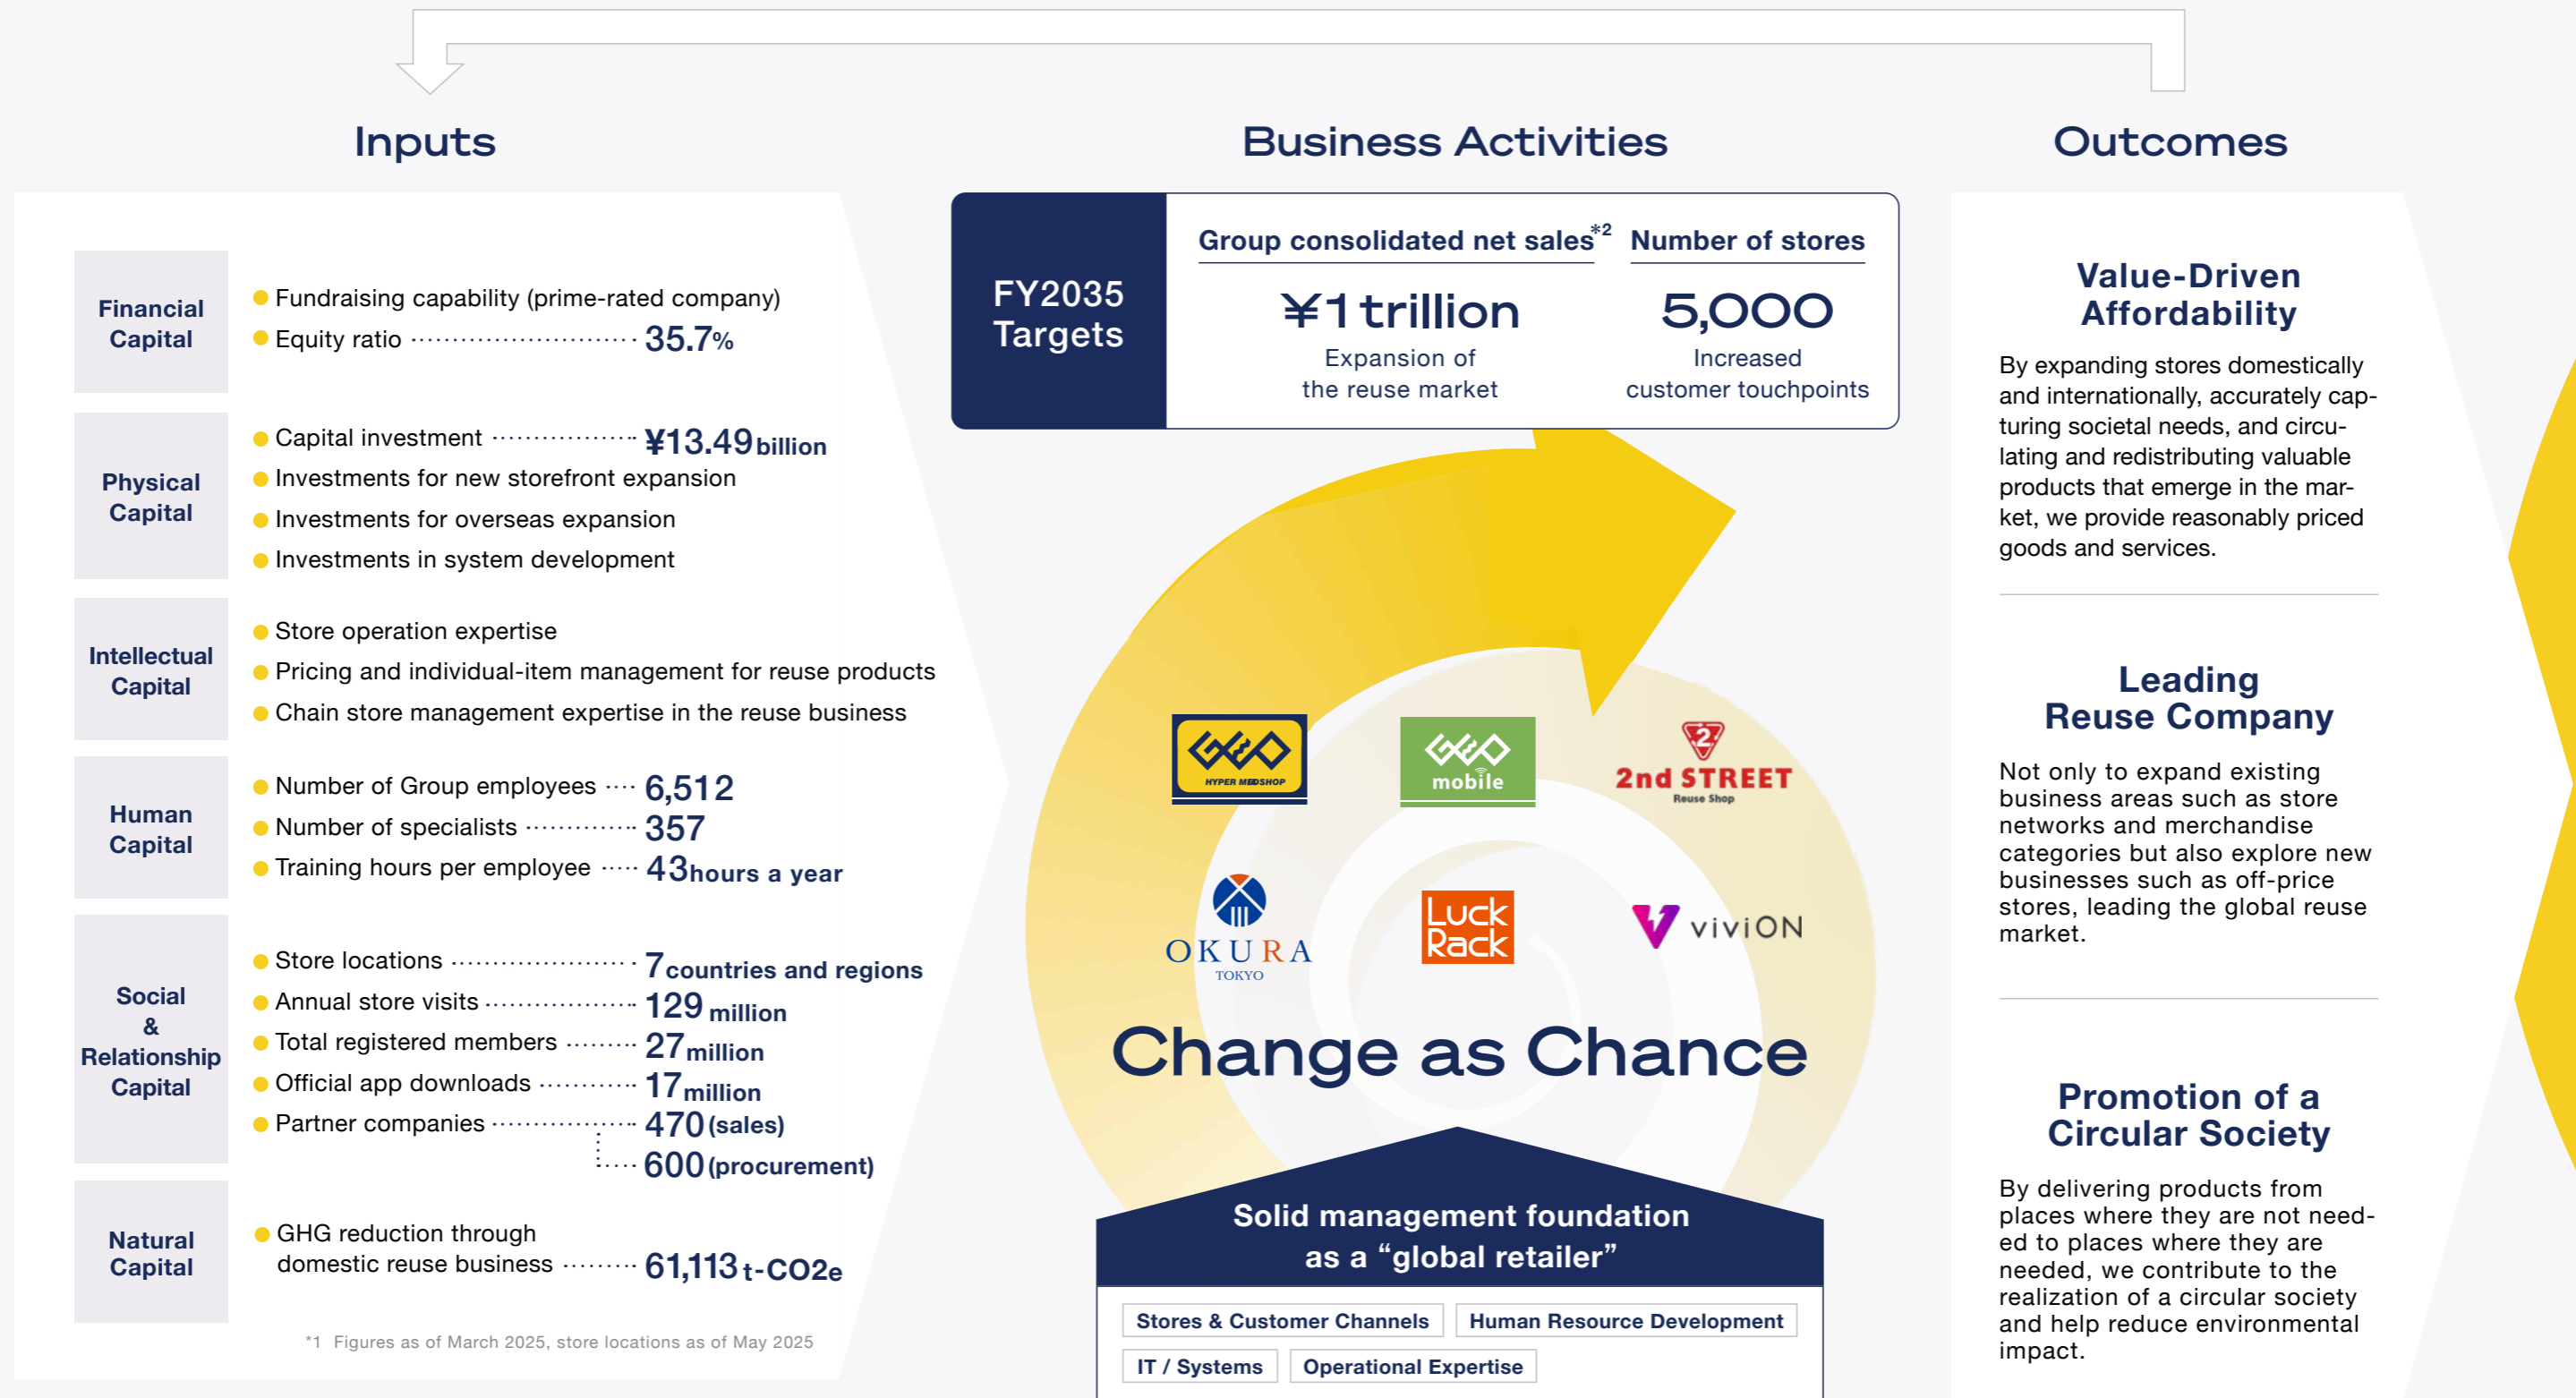 Inputs
Financial
Capital
Fundraising capability (prime-rated company)
Equity ratio 35.7%
Physical
Capital
Capital investment ¥13.49 billion
Investments for new storefront expansion
Investments for overseas expansion
Investments in system development
Intellectual
Capital
Store operation expertise
Pricing and individual-item management for reuse products
Chain store management expertise in the reuse business
Human
Capital
Number of Group employees 6,512
Number of specialists 357
Training hours per employee 43 hours a year
Social
&
Relationship
Capital
Store locations 7 countries and regions
Annual store visits 129 million
Total registered members 27 million
Official app downloads 17 million
Partner companies 470 (sales)
600 (procurement)
Natural
Capital
GHG reduction through
domestic reuse business 61,113 t-CO2e
*1 Figures as of March 2025, store locations as of May 2025
Business Activities
FY2035
Targets
Group consolidated net sales*2
¥1 trillion
Expansion of
the reuse market
Number of stores
5,000
Increased
customer touchpoints
GEO
HYPER MEDSHOP
GEO
mobile
2
2nd STREET
Reuse Shop
OKURA
TOKYO
Luck
Rack
viviON
Change as Chance
Solid management foundation
as a “global retailer”
Stores & Customer Channels
Human Resource Development
IT / Systems
Operational Expertise
Outcomes
Value-Driven
Affordability
By expanding stores domestically
and internationally, accurately cap-
turing societal needs, and circu-
lating and redistributing valuable
products that emerge in the mar-
ket, we provide reasonably priced
goods and services.
Leading
Reuse Company
Not only to expand existing
business areas such as store
networks and merchandise
categories but also explore new
businesses such as off-price
stores, leading the global reuse
market.
Promotion of a
Circular Society
By delivering products from
places where they are not need-
ed to places where they are
needed, we contribute to the
realization of a circular society
and help reduce environmental
impact.